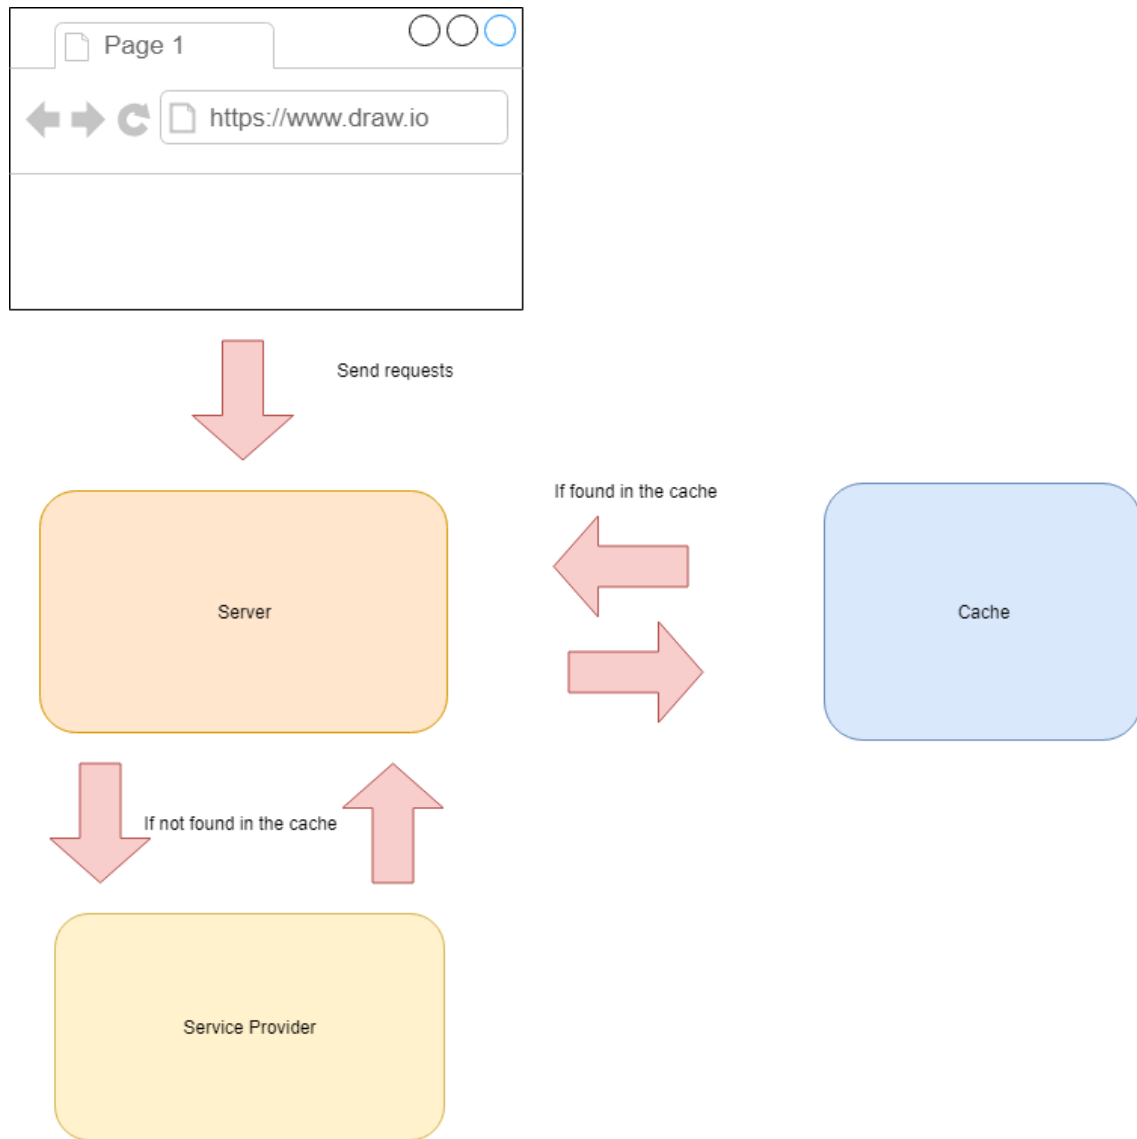 Page 1
https://www.draw.io
Send requests
If found in the cache
Server
Cache
If not found in the cache
Service Provider